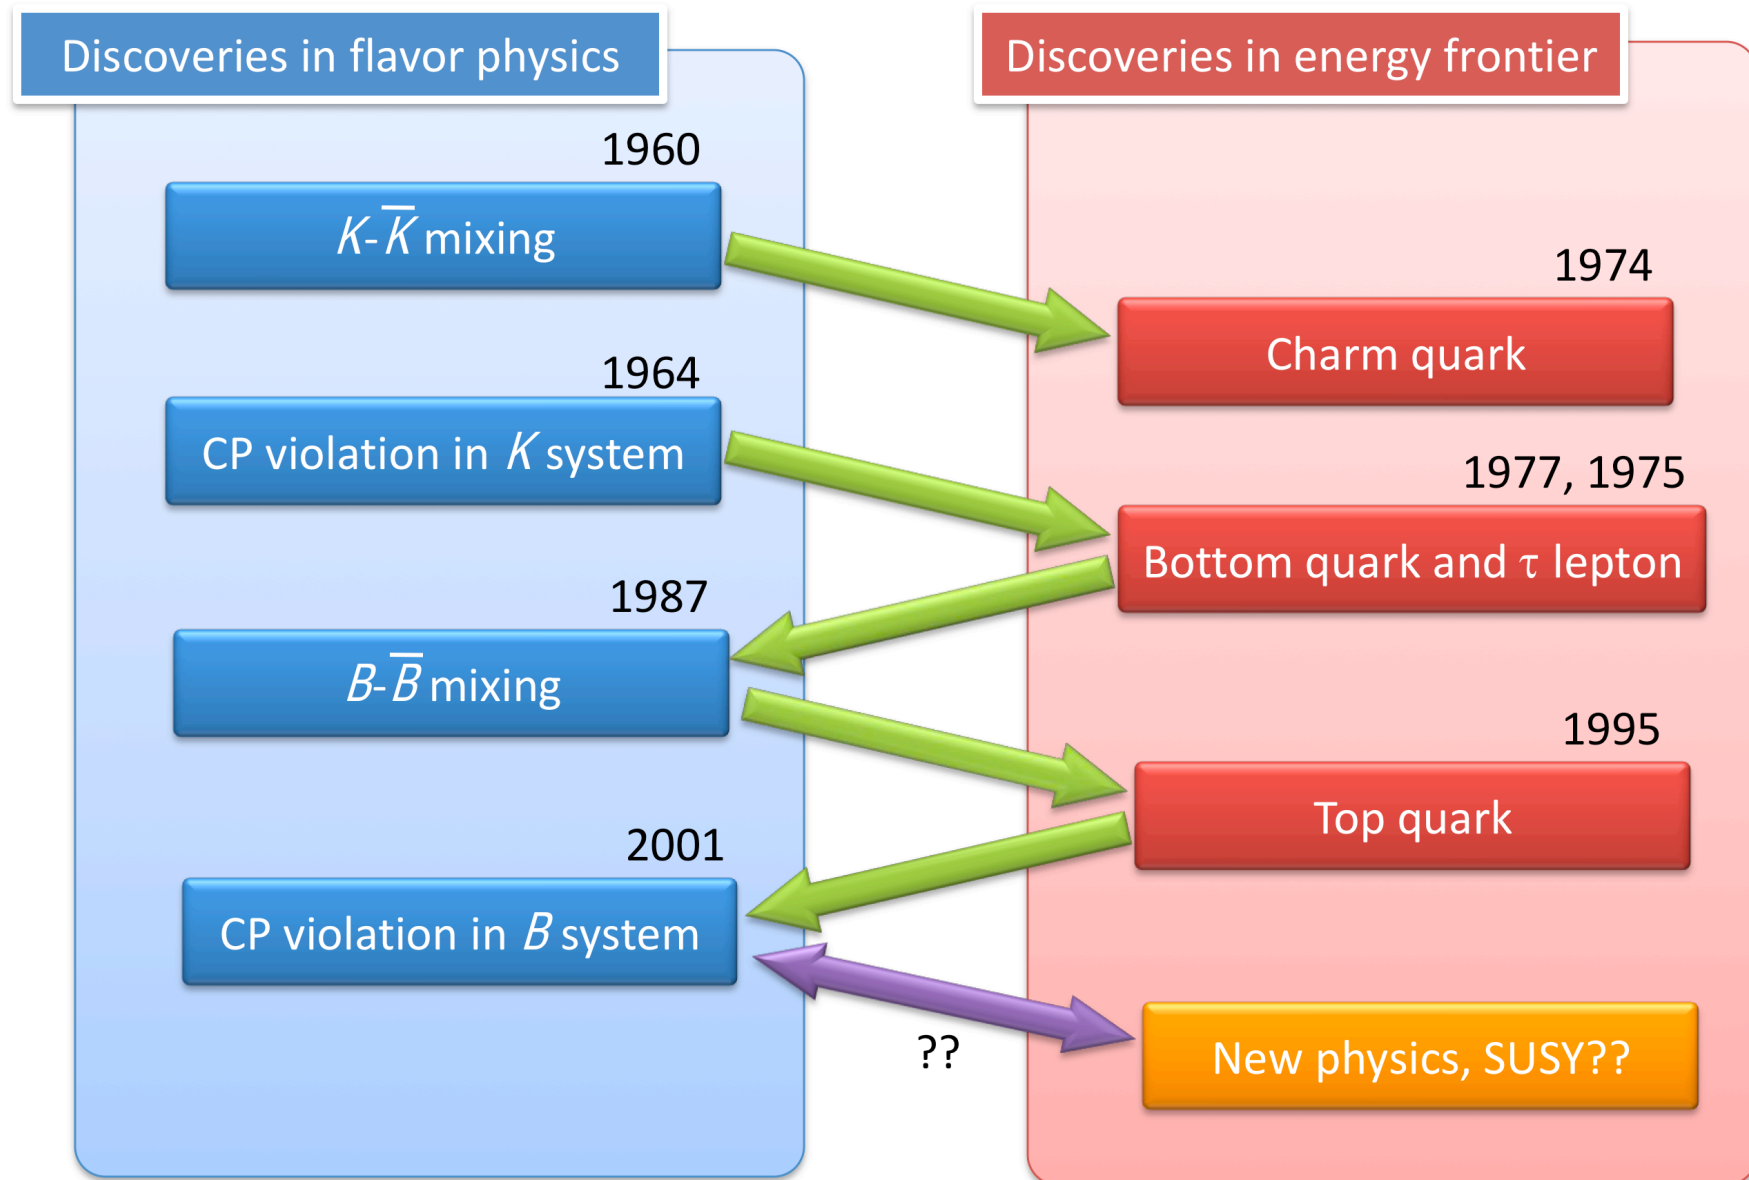 Discoveries in flavor physics
1960
K-K̅ mixing
1964
CP violation in K system
1987
B-B̅ mixing
2001
CP violation in B system
??
Discoveries in energy frontier
1974
Charm quark
1977, 1975
Bottom quark and τ lepton
1995
Top quark
New physics, SUSY??